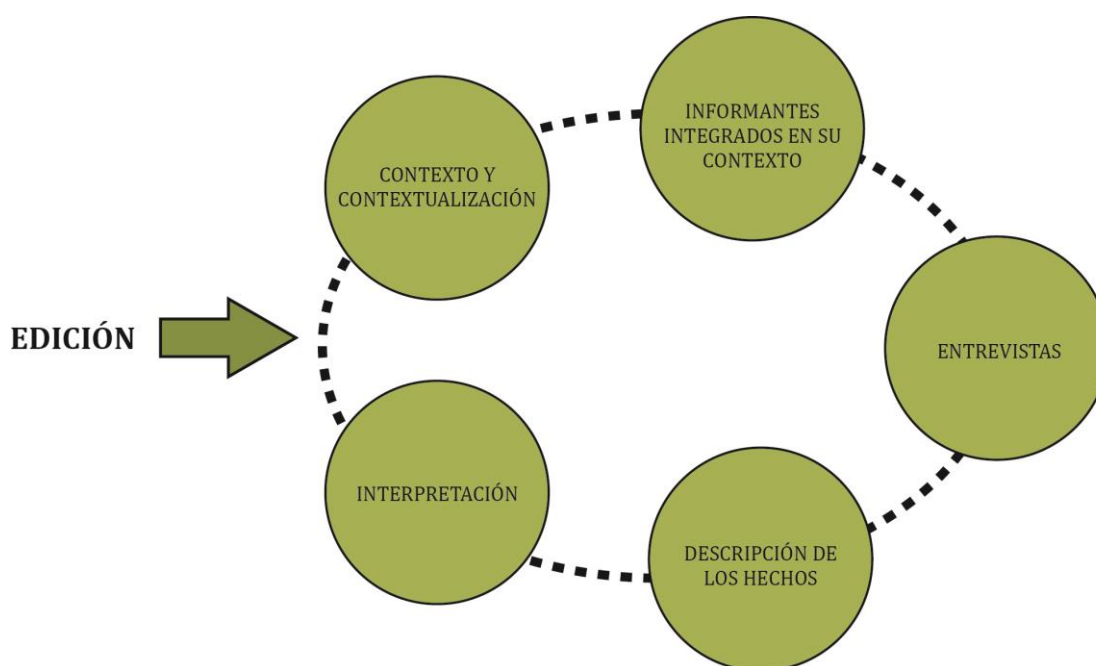 INFORMANTES
INTEGRADOS EN SU
CONTEXTO
CONTEXTO Y
CONTEXTUALIZACIÓN
EDICIÓN
ENTREVISTAS
INTERPRETACIÓN
DESCRIPCIÓN DE
LOS HECHOS